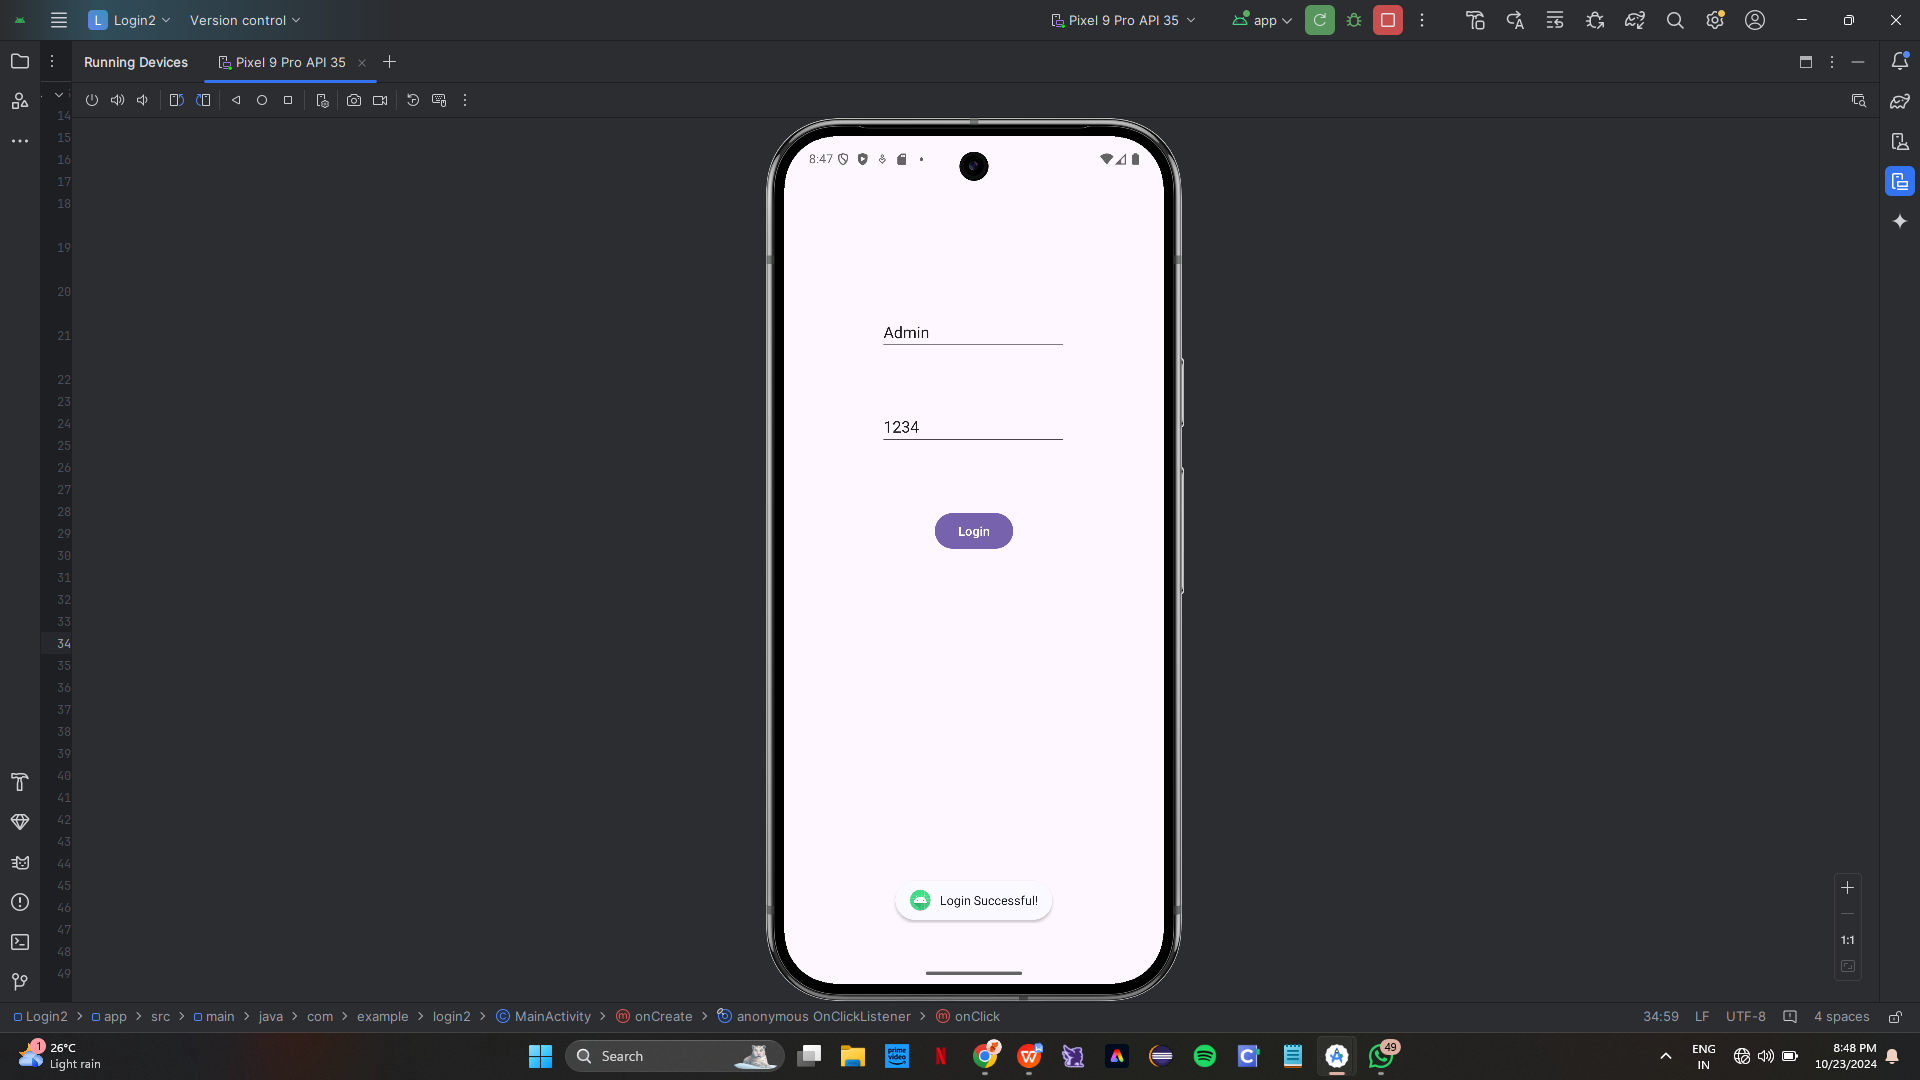 L Login2
Version control
Pixel 9 Pro API 35
app
Running Devices
Pixel 9 Pro API 35
14
15
16
17
18
19
20
21
22
23
24
25
26
27
28
29
30
31
32
33
34
35
36
37
38
39
40
41
42
43
44
45
46
47
48
49
8:47
Admin
1234
Login
Login Successful!
1:1
Login2 > app > src > main > java > com > example > login2 > MainActivity > onCreate > anonymous OnClickListener > onClick
34:59 LF UTF-8 4 spaces
1
26°C
Light rain
Search
prime video
49
ENG
IN
8:48 PM
10/23/2024